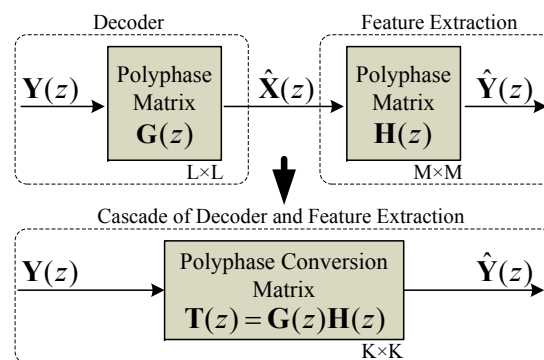 Decoder
Feature Extraction
Y(z)
Polyphase
Matrix
G(z)
X̂(z)
Polyphase
Matrix
H(z)
Ŷ(z)
L×L
M×M
Cascade of Decoder and Feature Extraction
Y(z)
Polyphase Conversion
Matrix
T(z) = G(z)H(z)
Ŷ(z)
K×K